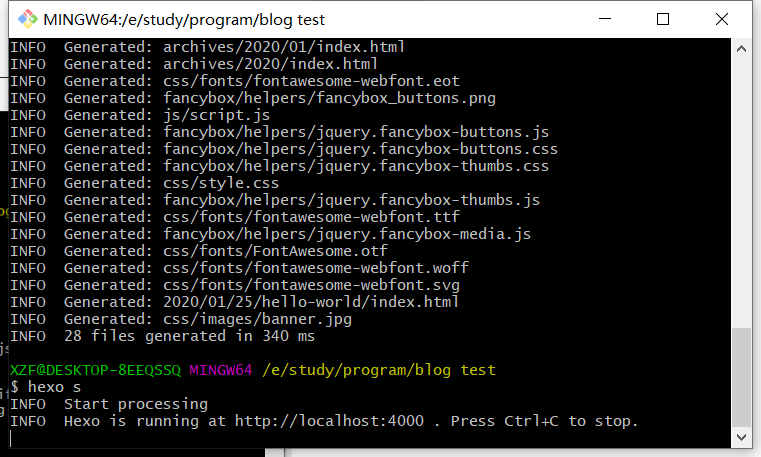 MINGW64:/e/study/program/blog test
INFO  Generated: archives/2020/01/index.html
INFO  Generated: archives/2020/index.html
INFO  Generated: css/fonts/fontawesome-webfont.eot
INFO  Generated: fancybox/helpers/fancybox_buttons.png
INFO  Generated: js/script.js
INFO  Generated: fancybox/helpers/jquery.fancybox-buttons.js
INFO  Generated: fancybox/helpers/jquery.fancybox-buttons.css
INFO  Generated: fancybox/helpers/jquery.fancybox-thumbs.css
INFO  Generated: css/style.css
INFO  Generated: fancybox/helpers/jquery.fancybox-thumbs.js
INFO  Generated: css/fonts/fontawesome-webfont.ttf
INFO  Generated: fancybox/helpers/jquery.fancybox-media.js
INFO  Generated: css/fonts/FontAwesome.otf
INFO  Generated: css/fonts/fontawesome-webfont.woff
INFO  Generated: css/fonts/fontawesome-webfont.svg
INFO  Generated: 2020/01/25/hello-world/index.html
INFO  Generated: css/images/banner.jpg
INFO  28 files generated in 340 ms
XZF@DESKTOP-8EEQSSQ MINGW64 /e/study/program/blog test
$ hexo s
INFO  Start processing
INFO  Hexo is running at http://localhost:4000 . Press Ctrl+C to stop.